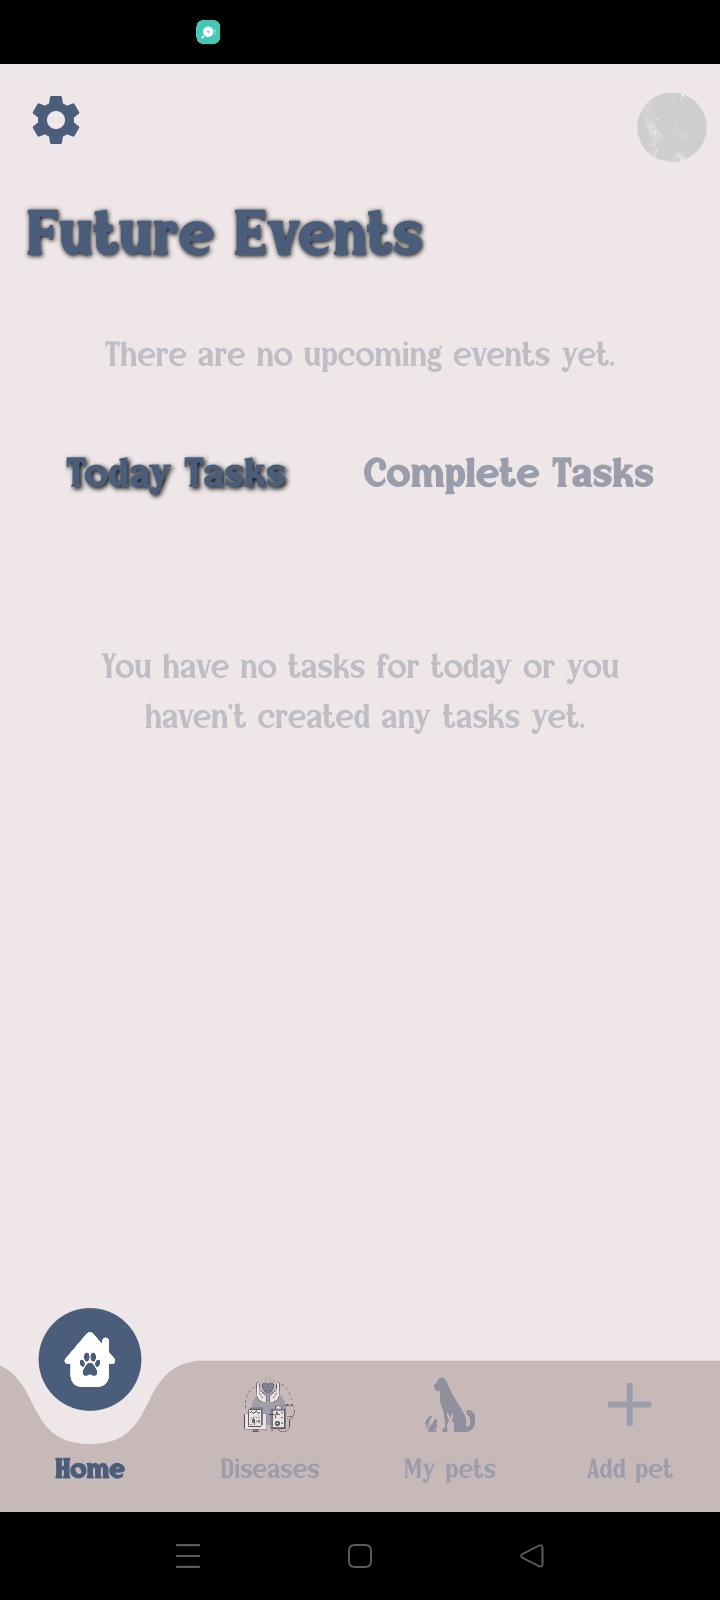 Future Events
There are no upcoming events yet.
Today Tasks
Complete Tasks
You have no tasks for today or you
haven't created any tasks yet.
Home
Diseases
My pets
Add pet